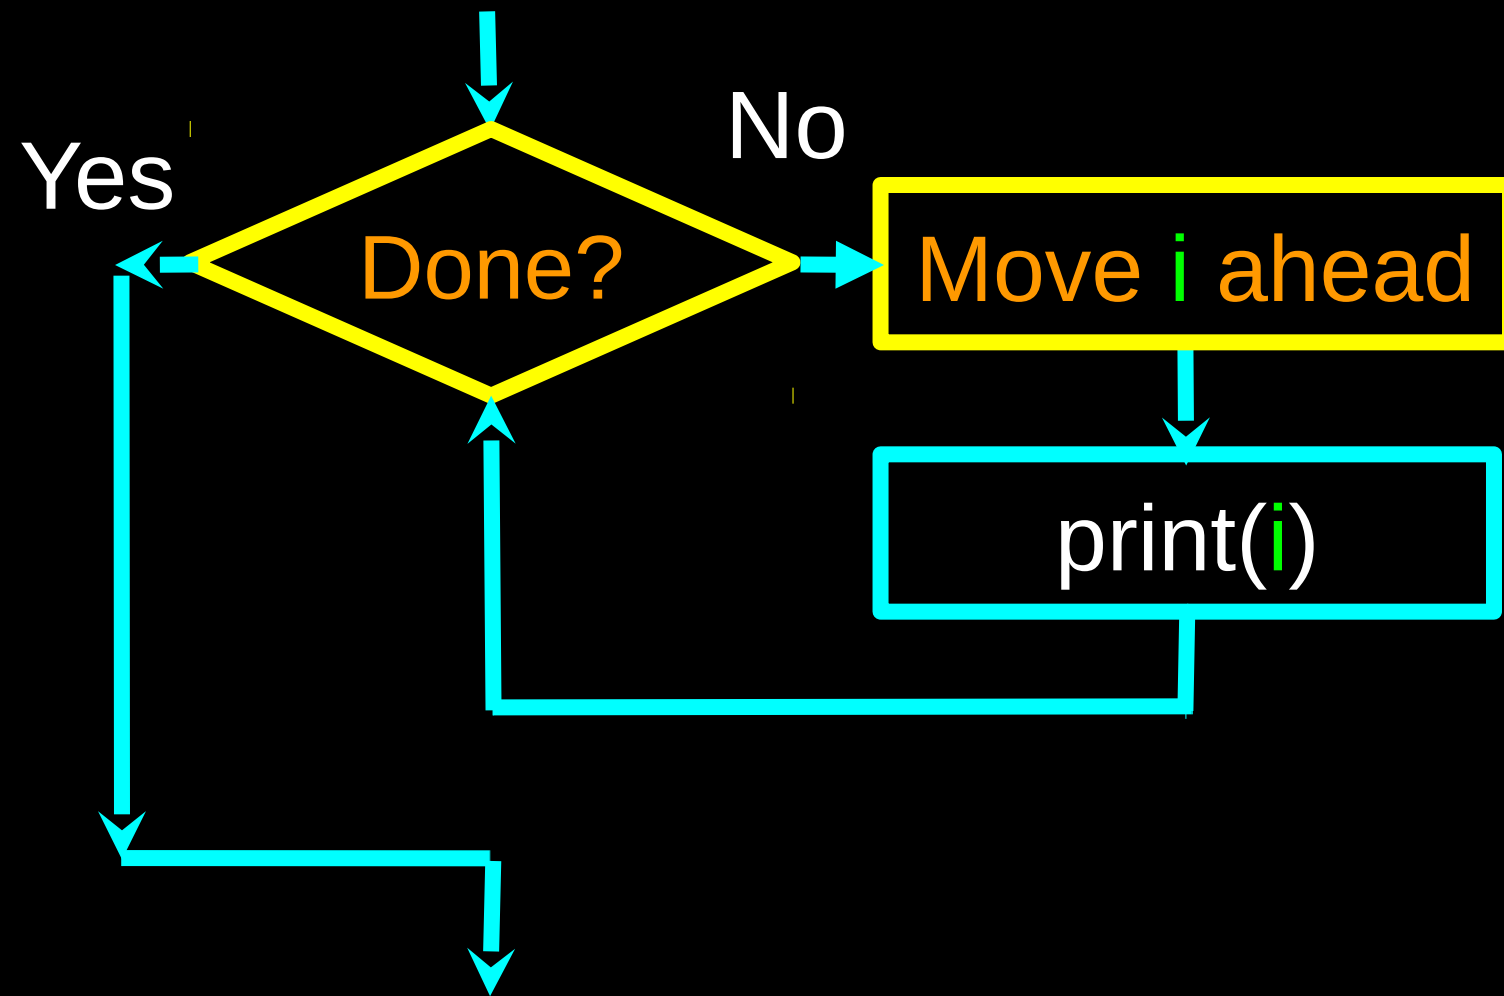 No
Yes
Done?
Move i ahead
print(i)